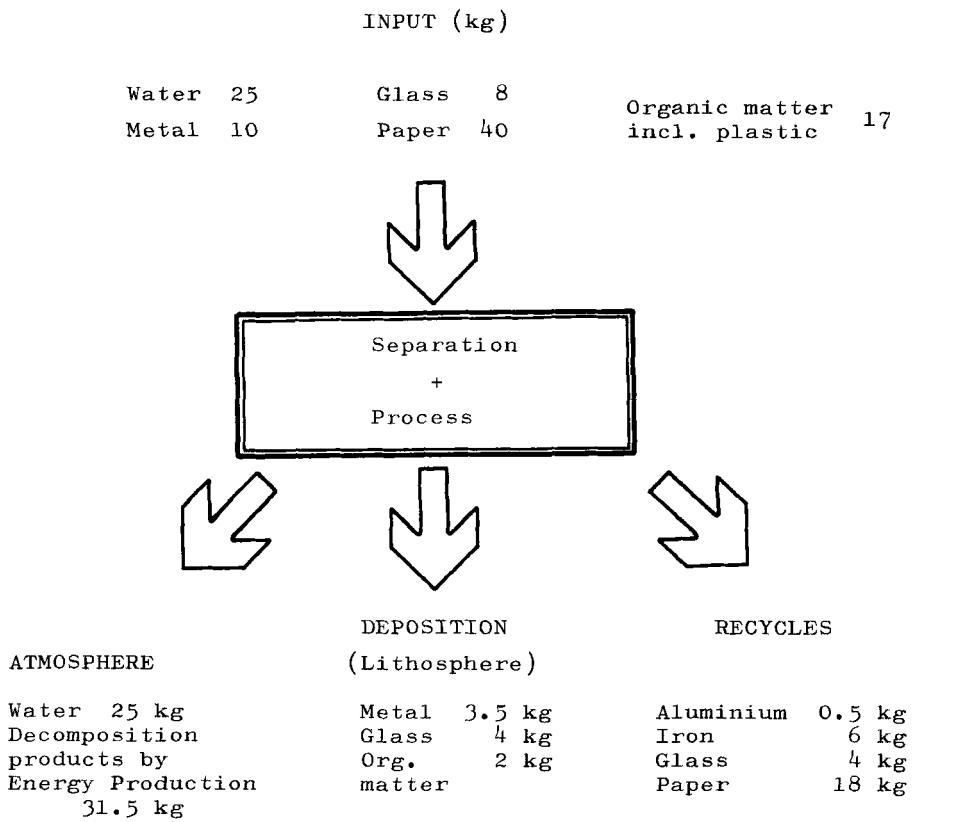 INPUT (kg)
Water 25
Metal 10
Glass 8
Paper 40
Organic matter
incl. plastic 17
Separation
+
Process
ATMOSPHERE
Water 25 kg
Decomposition
products by
Energy Production
31.5 kg
DEPOSITION
(Lithosphere)
Metal 3.5 kg
Glass 4 kg
Org. 2 kg
matter
RECYCLES
Aluminium 0.5 kg
Iron 6 kg
Glass 4 kg
Paper 18 kg